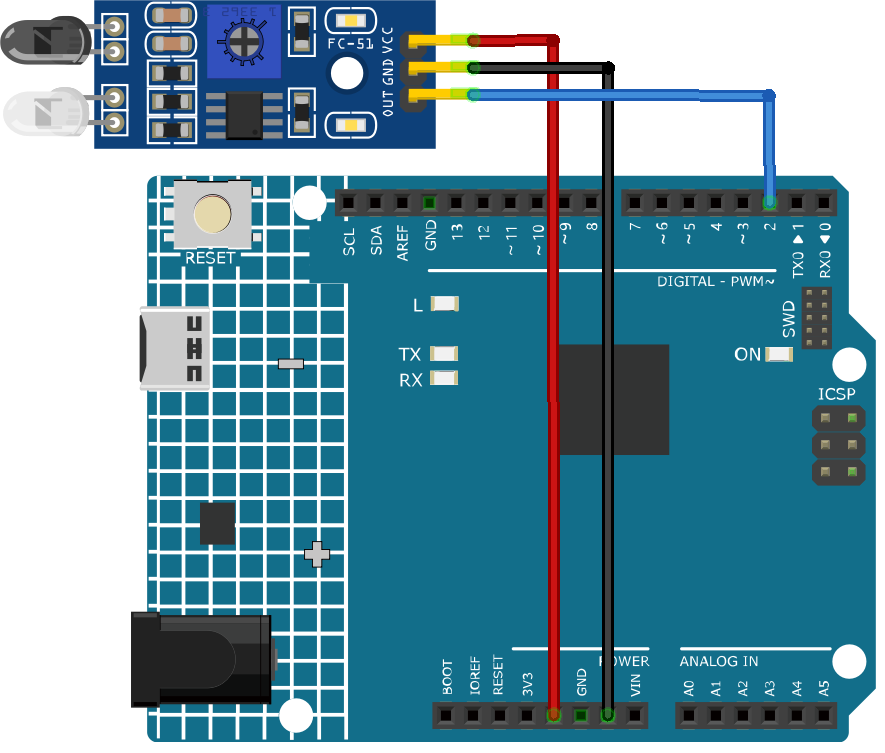 FC-51
VCC
GND
OUT
RESET
SCL
SDA
AREF
GND
13
12
~11
~10
~9
8
7
~6
~5
4
~3
2
TX0 ▶ 1
RX0 ◀ 0
DIGITAL - PWM~
L
TX
RX
ON
SWD
ICSP
BOOT
IOREF
RESET
3V3
GND
VIN
POWER
ANALOG IN
A0
A1
A2
A3
A4
A5